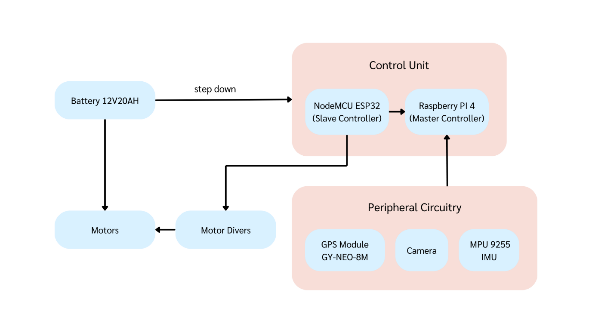 Control Unit
step down
Battery 12V20AH
NodeMCU ESP32
(Slave Controller)
Raspberry PI 4
(Master Controller)
Peripheral Circuitry
Motors
Motor Divers
GPS Module
GY-NEO-8M
Camera
MPU 9255
IMU